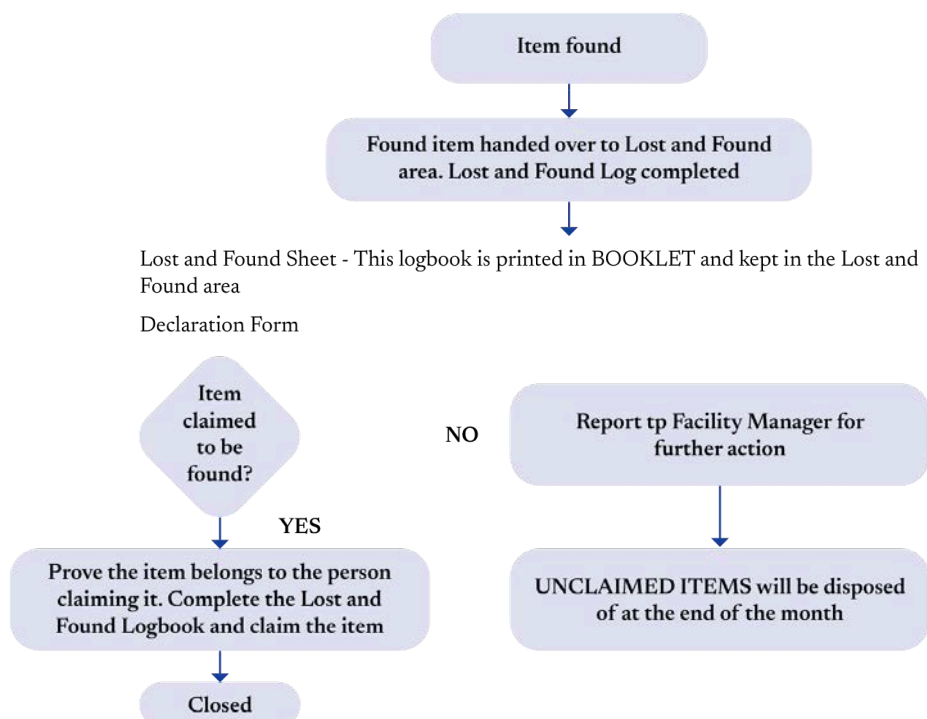 Item found
Found item handed over to Lost and Found
area. Lost and Found Log completed
Lost and Found Sheet - This logbook is printed in BOOKLET and kept in the Lost and
Found area
Declaration Form
Item
claimed
to be
found?
NO
Report tp Facility Manager for
further action
YES
Prove the item belongs to the person
claiming it. Complete the Lost and
Found Logbook and claim the item
UNCLAIMED ITEMS will be disposed
of at the end of the month
Closed